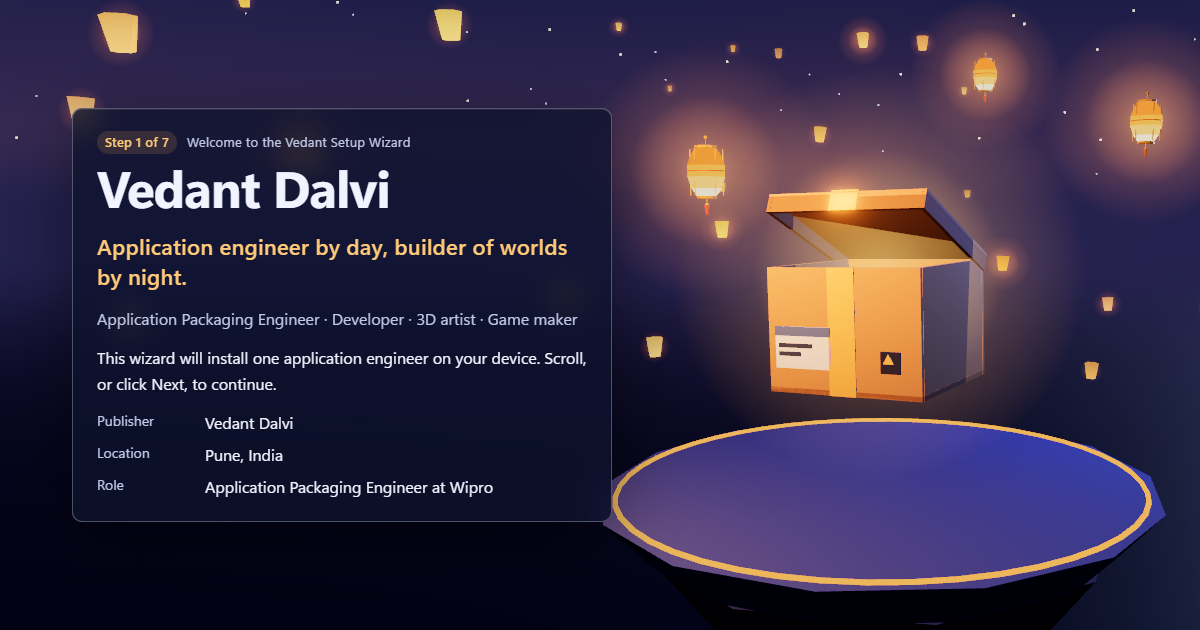 Step 1 of 7 Welcome to the Vedant Setup Wizard
Vedant Dalvi
Application engineer by day, builder of worlds
by night.
Application Packaging Engineer · Developer · 3D artist · Game maker
This wizard will install one application engineer on your device. Scroll,
or click Next, to continue.
Publisher Vedant Dalvi
Location Pune, India
Role Application Packaging Engineer at Wipro